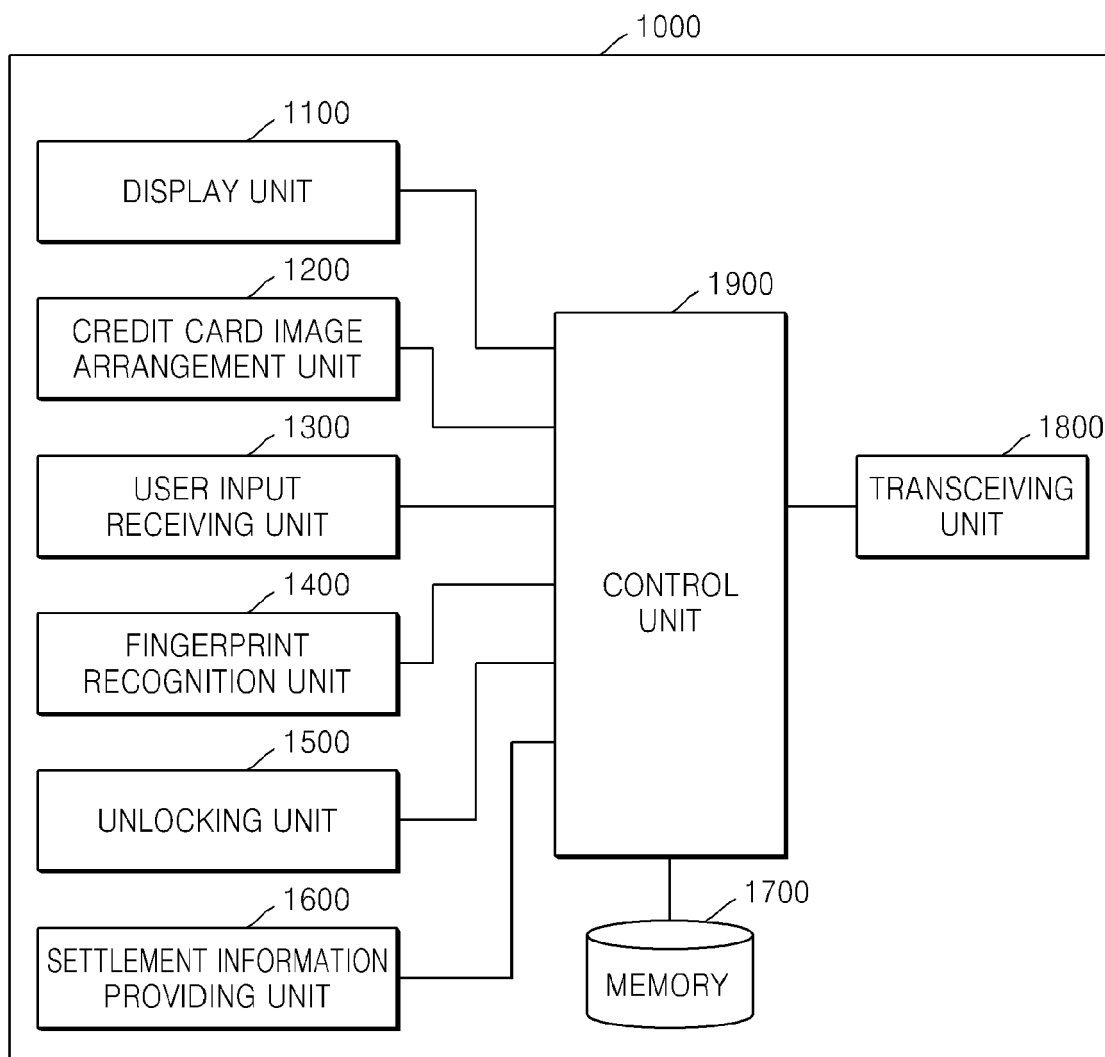 1000
1100
DISPLAY UNIT
1200
CREDIT CARD IMAGE
ARRANGEMENT UNIT
1300
USER INPUT
RECEIVING UNIT
1400
FINGERPRINT
RECOGNITION UNIT
1500
UNLOCKING UNIT
1600
SETTLEMENT INFORMATION
PROVIDING UNIT
1900
CONTROL
UNIT
1800
TRANSCEIVING
UNIT
1700
MEMORY